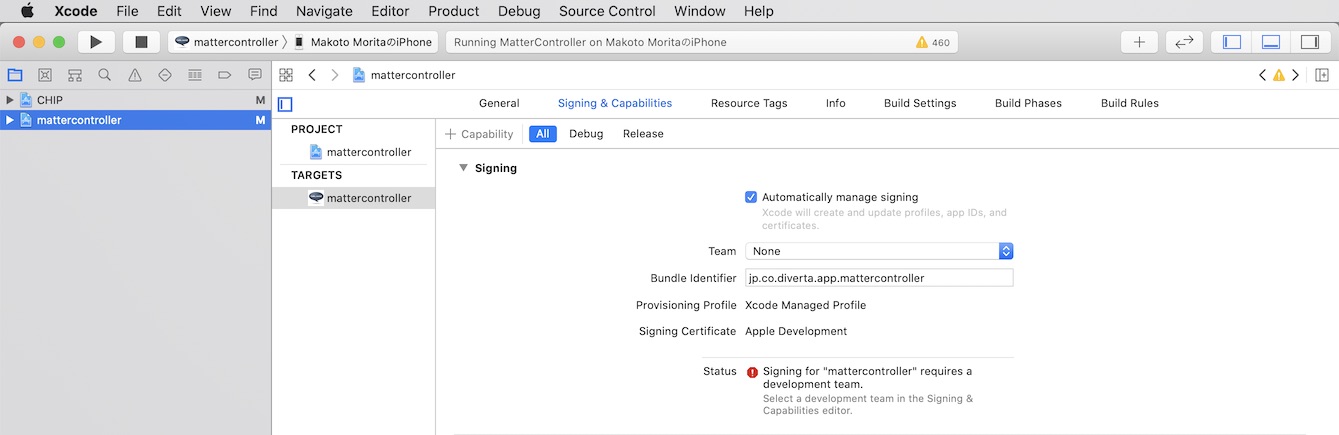 Xcode File Edit View Find Navigate Editor Product Debug Source Control Window Help
mattercontroller Makoto MoritaのiPhone Running MatterController on Makoto MoritaのiPhone 460
mattercontroller
CHIP M
mattercontroller M
General Signing & Capabilities Resource Tags Info Build Settings Build Phases Build Rules
PROJECT
mattercontroller
TARGETS
mattercontroller
+ Capability All Debug Release
Signing
Automatically manage signing
Xcode will create and update profiles, app IDs, and
certificates.
Team None
Bundle Identifier jp.co.diverta.app.mattercontroller
Provisioning Profile Xcode Managed Profile
Signing Certificate Apple Development
Status Signing for "mattercontroller" requires a
development team.
Select a development team in the Signing &
Capabilities editor.